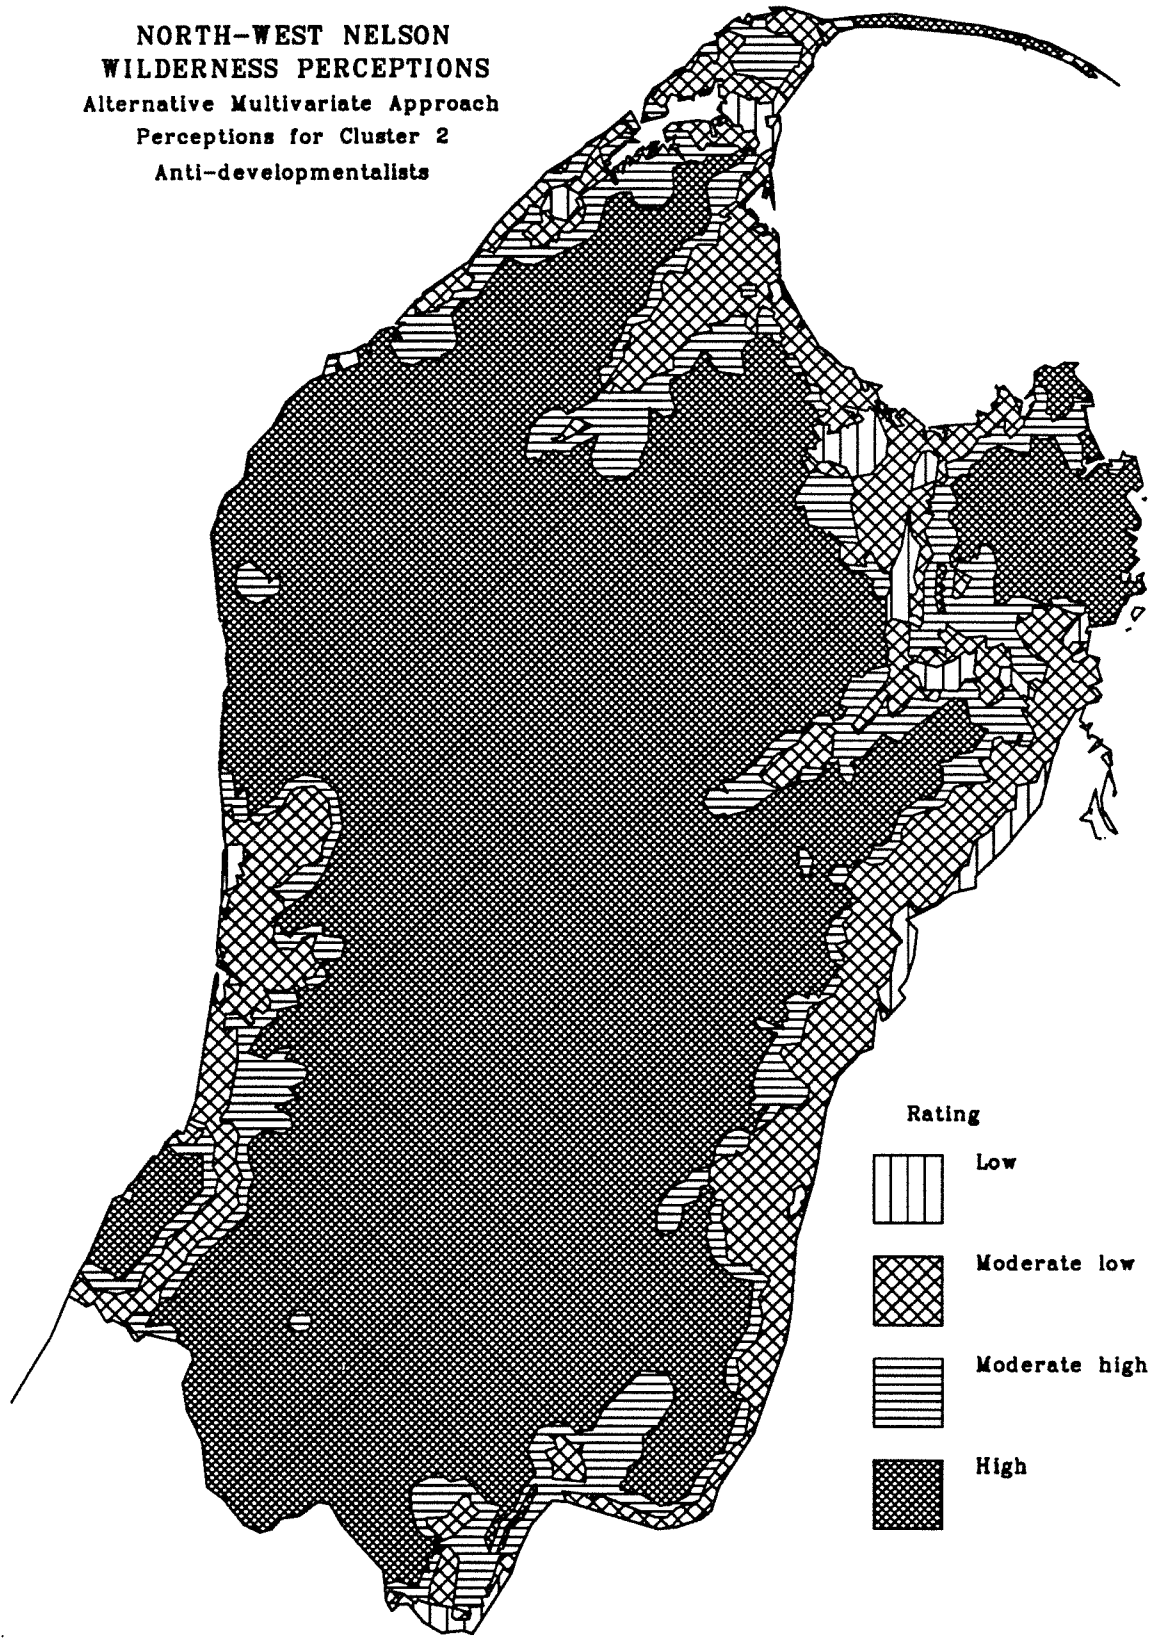 NORTH-WEST NELSON
WILDERNESS PERCEPTIONS
Alternative Multivariate Approach
Perceptions for Cluster 2
Anti-developmentalists
Rating
Low
Moderate low
Moderate high
High